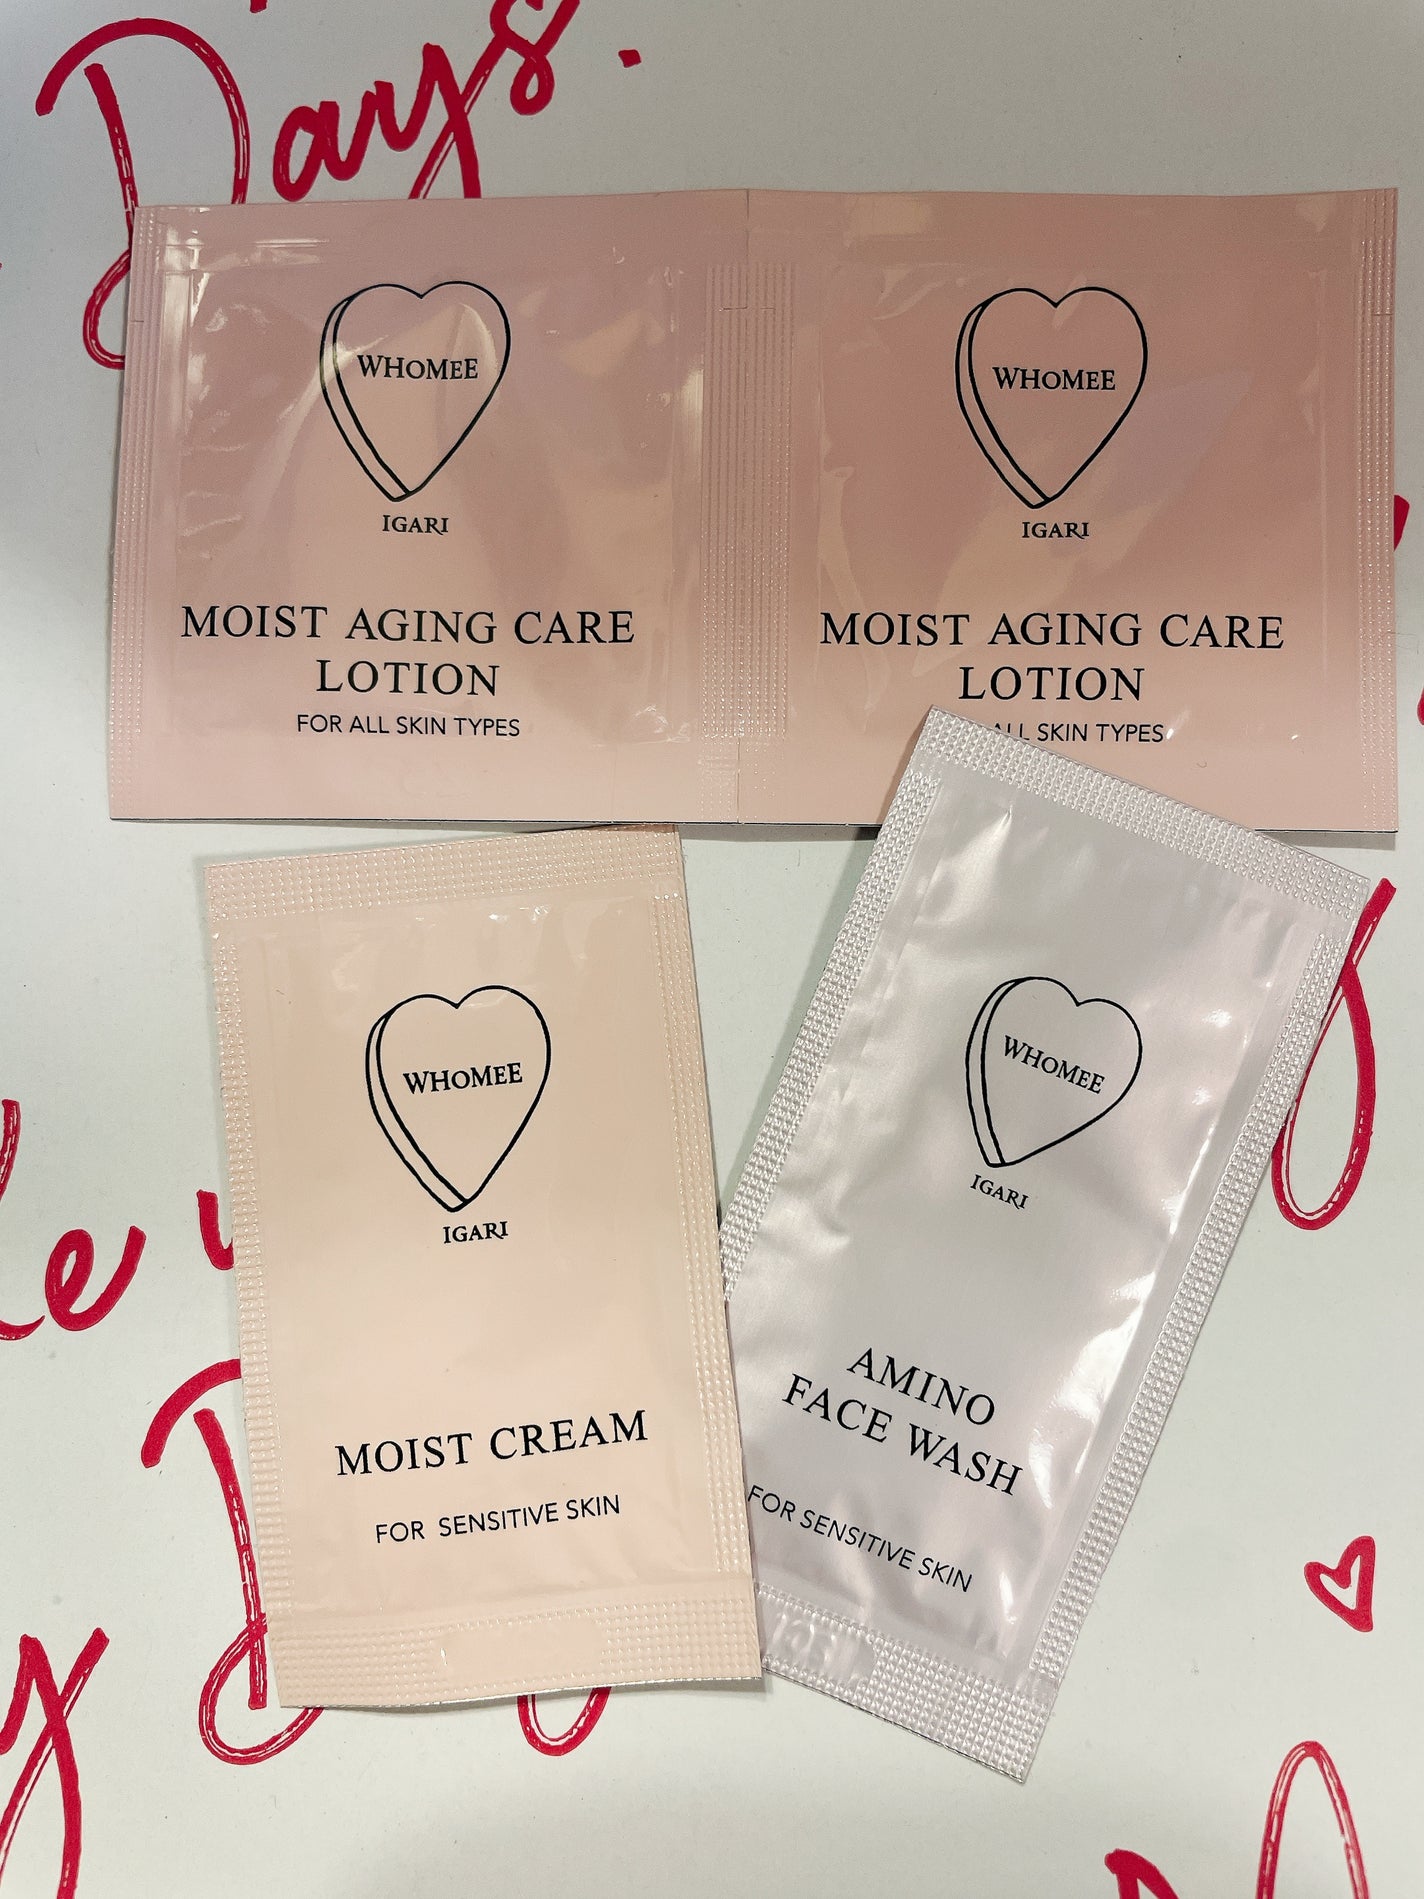 Days.
WHOMEE
IGARI
MOIST AGING CARE
LOTION
FOR ALL SKIN TYPES
WHOMEE
IGARI
MOIST AGING CARE
LOTION
ALL SKIN TYPES
WHOMEE
IGARI
MOIST CREAM
FOR SENSITIVE SKIN
WHOMEE
IGARI
AMINO
FACE WASH
FOR SENSITIVE SKIN